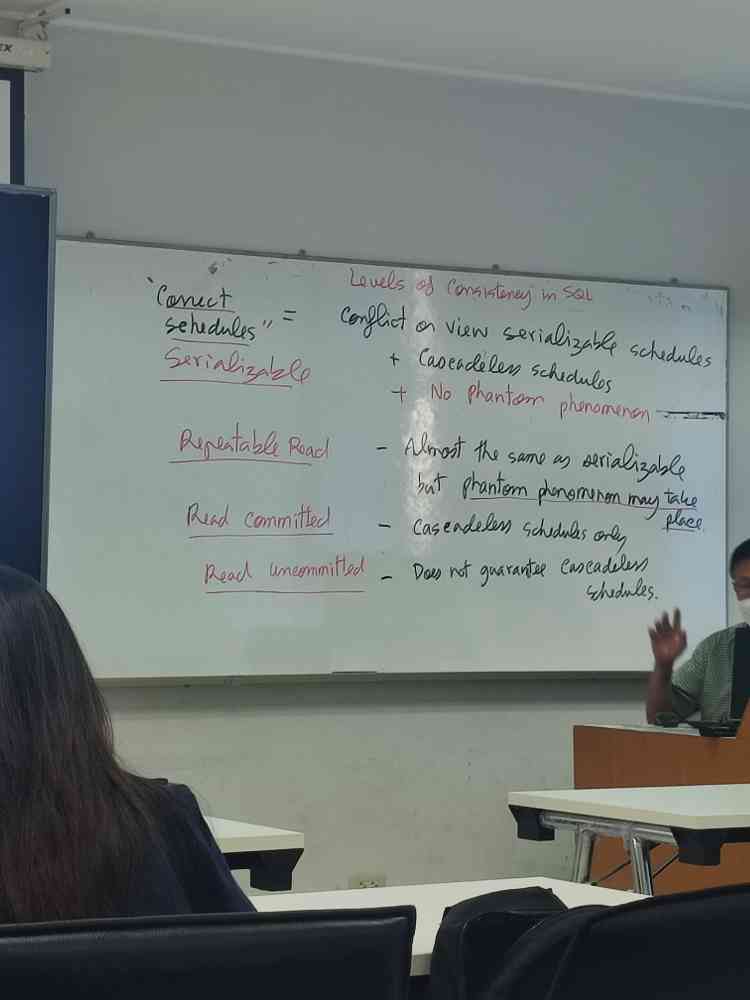 EX
Levels of Consistency in SQL
"Correct schedules" = Conflict or view serializable schedules
Serializable + Cascadeless schedules
+ No phantom phenomenon
Repeatable Read - Almost the same as serializable
but phantom phenomenon may take place.
Read committed - Cascadeless schedules only
Read uncommitted - Does not guarantee cascadeless
schedules.